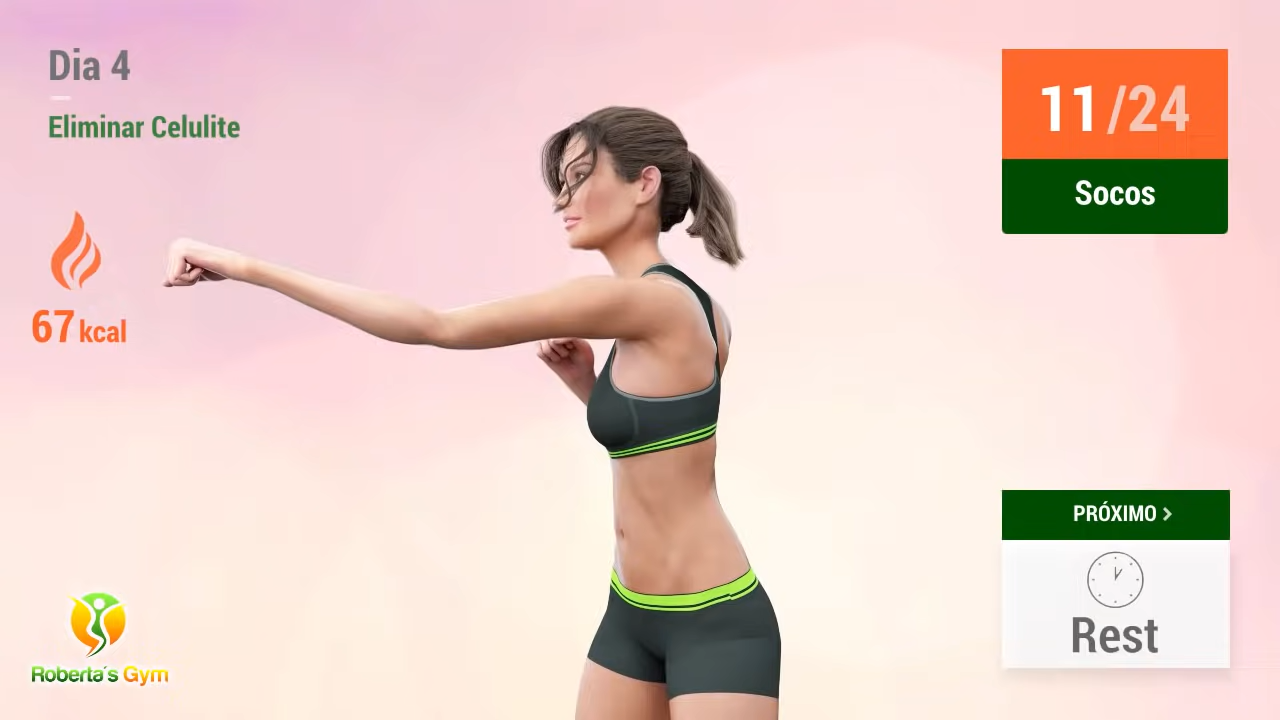 Dia 4
Eliminar Celulite
67 kcal
11/24
Socos
PRÓXIMO >
Rest
Roberta´s Gym